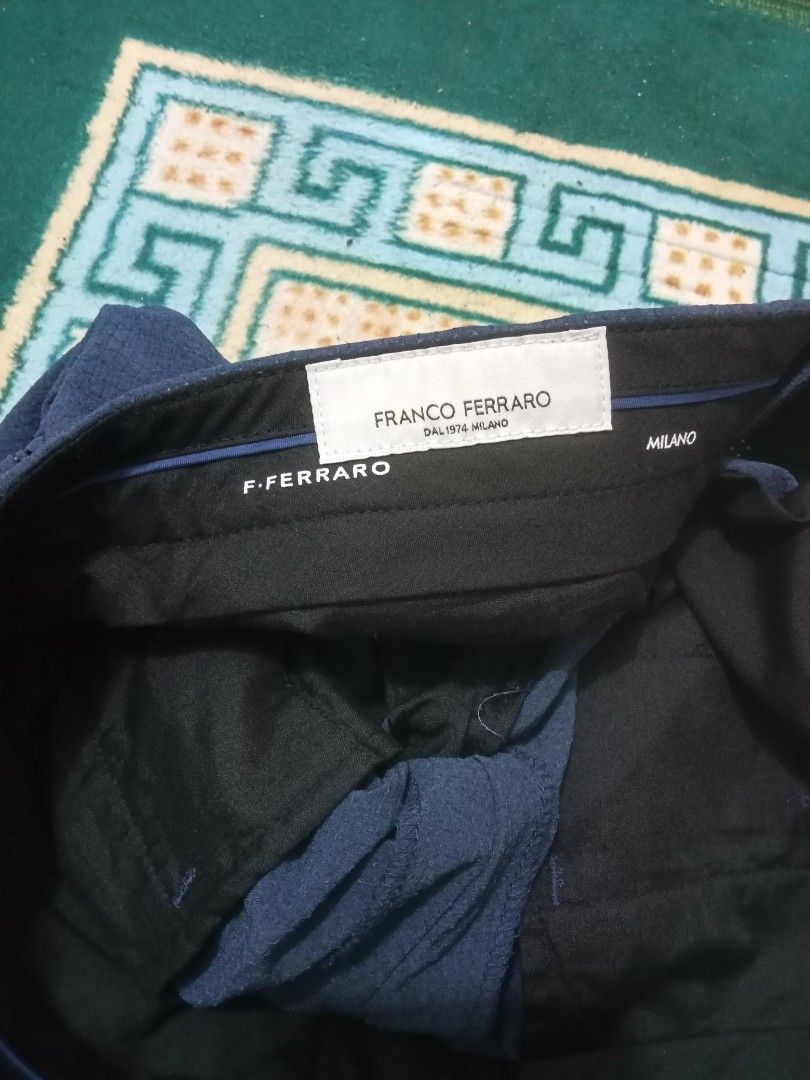 FRANCO FERRARO
DAL 1974 MILANO
F·FERRARO
MILANO